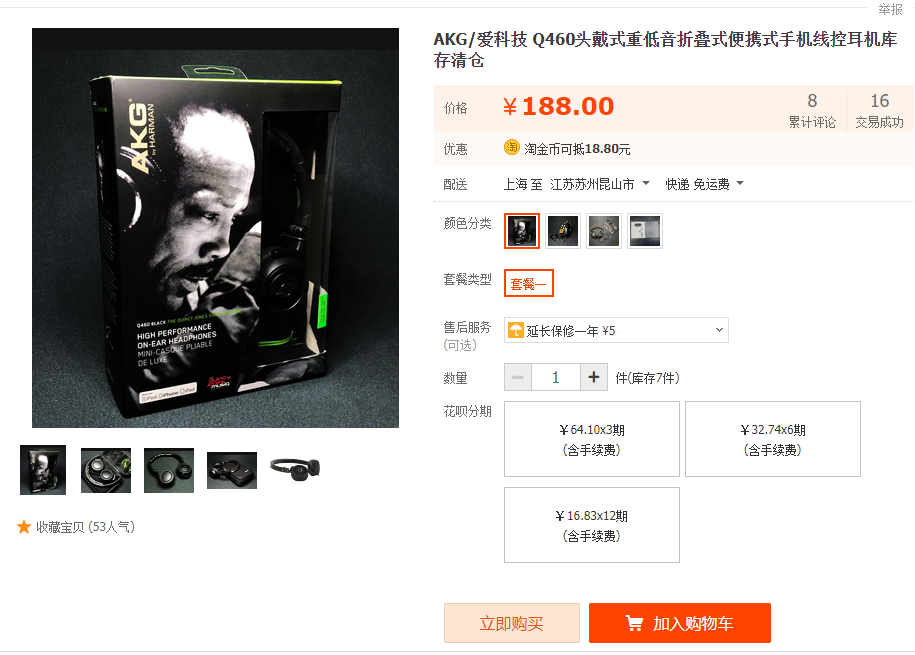 举报
AKG/爱科技 Q460头戴式重低音折叠式便携式手机线控耳机库
存清仓
价格
¥188.00
8
累计评论
16
交易成功
优惠
淘
淘金币可抵18.80元
配送
上海 至 江苏苏州昆山市
快递 免运费
颜色分类
套餐类型
套餐一
售后服务
(可选)
延长保修一年 ¥5
数量
− 1 +
件(库存7件)
花呗分期
¥64.10x3期
(含手续费)
¥32.74x6期
(含手续费)
¥16.83x12期
(含手续费)
立即购买
加入购物车
AKG®
by HARMAN
Q460 BLACK THE QUINCY JONES
HIGH PERFORMANCE
ON-EAR HEADPHONES
MINI-CASQUE PLIABLE
DE LUXE
iPod iPhone iPad
收藏宝贝 (53人气)